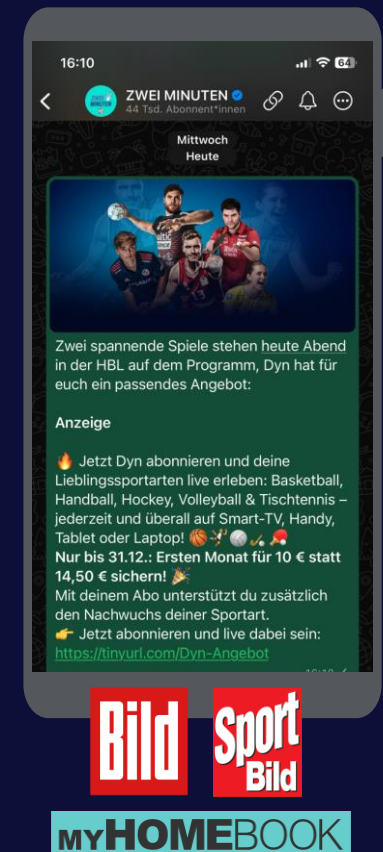 16:10
64
ZWEI MINUTEN
44 Tsd. Abonnent*innen
Mittwoch
Heute
Zwei spannende Spiele stehen heute Abend
in der HBL auf dem Programm, Dyn hat für
euch ein passendes Angebot:
Anzeige
🔥 Jetzt Dyn abonnieren und deine
Lieblingssportarten live erleben: Basketball,
Handball, Hockey, Volleyball & Tischtennis –
jederzeit und überall auf Smart-TV, Handy,
Tablet oder Laptop! 🏀🤾🏐🏑🏓
Nur bis 31.12.: Ersten Monat für 10 € statt
14,50 € sichern! 🎉
Mit deinem Abo unterstützt du zusätzlich
den Nachwuchs deiner Sportart.
👉 Jetzt abonnieren und live dabei sein:
https://tinyurl.com/Dyn-Angebot
Bild
Sport
Bild
MYHOMEBOOK